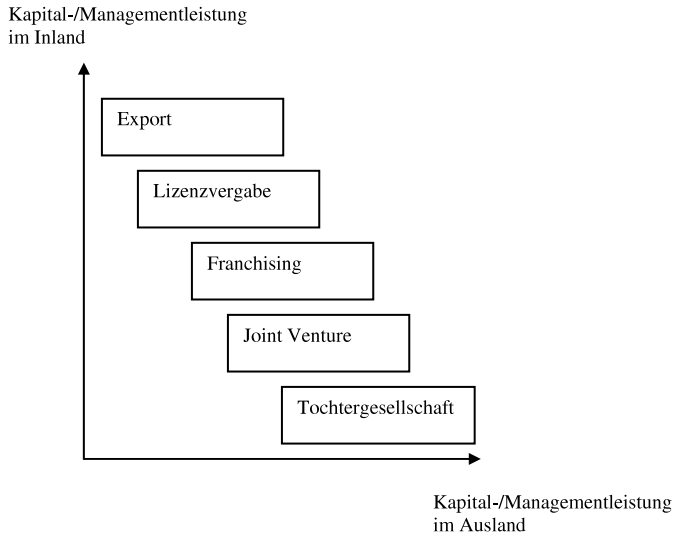 Kapital-/Managementleistung
im Inland
Export
Lizenzvergabe
Franchising
Joint Venture
Tochtergesellschaft
Kapital-/Managementleistung
im Ausland